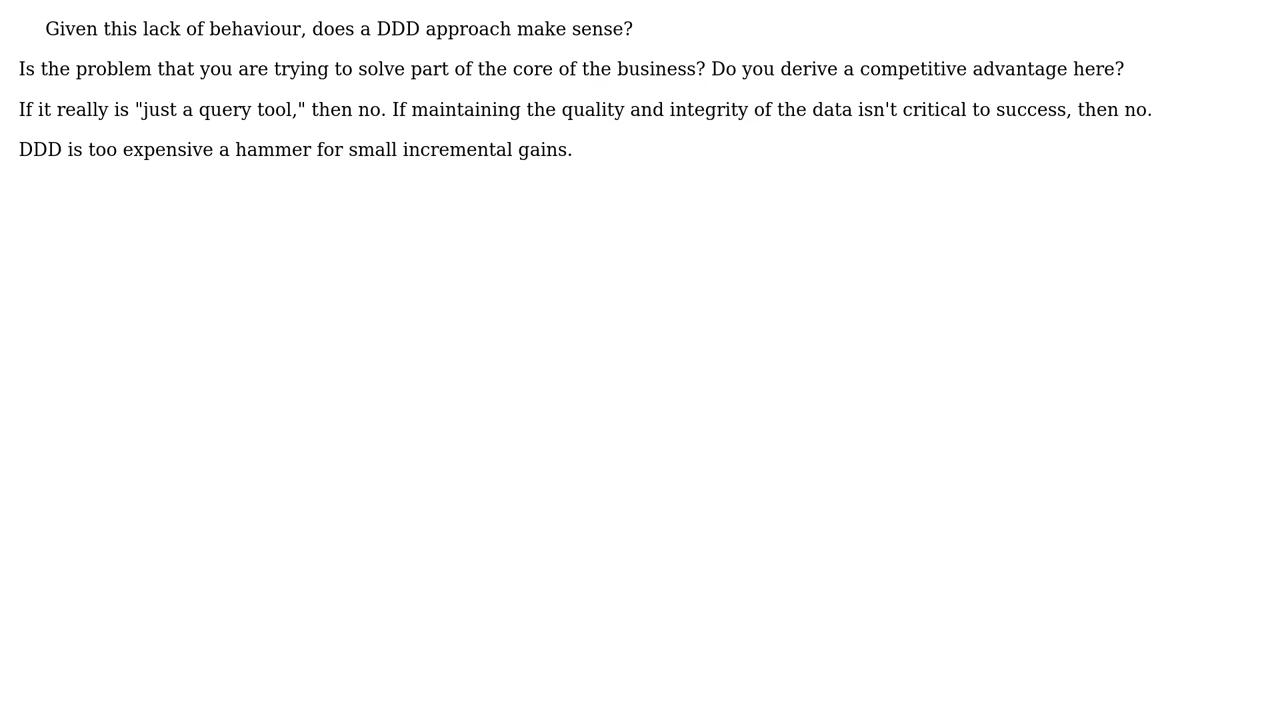 Given this lack of behaviour, does a DDD approach make sense?
Is the problem that you are trying to solve part of the core of the business? Do you derive a competitive advantage here?
If it really is "just a query tool," then no. If maintaining the quality and integrity of the data isn't critical to success, then no.
DDD is too expensive a hammer for small incremental gains.